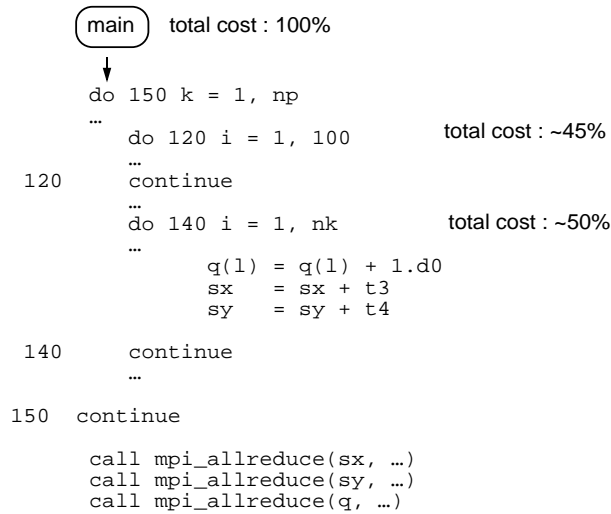 main total cost : 100%
do 150 k = 1, np
…
do 120 i = 1, 100 total cost : ~45%
…
120 continue
…
do 140 i = 1, nk total cost : ~50%
…
q(l) = q(l) + 1.d0
sx = sx + t3
sy = sy + t4
140 continue
…
150 continue
call mpi_allreduce(sx, …)
call mpi_allreduce(sy, …)
call mpi_allreduce(q, …)